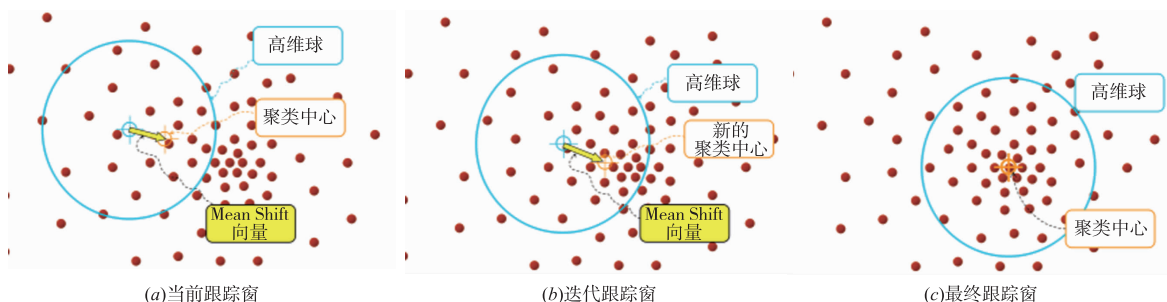 高维球
聚类中心
Mean Shift
向量
(a)当前跟踪窗
高维球
新的
聚类中心
Mean Shift
向量
(b)迭代跟踪窗
高维球
聚类中心
(c)最终跟踪窗